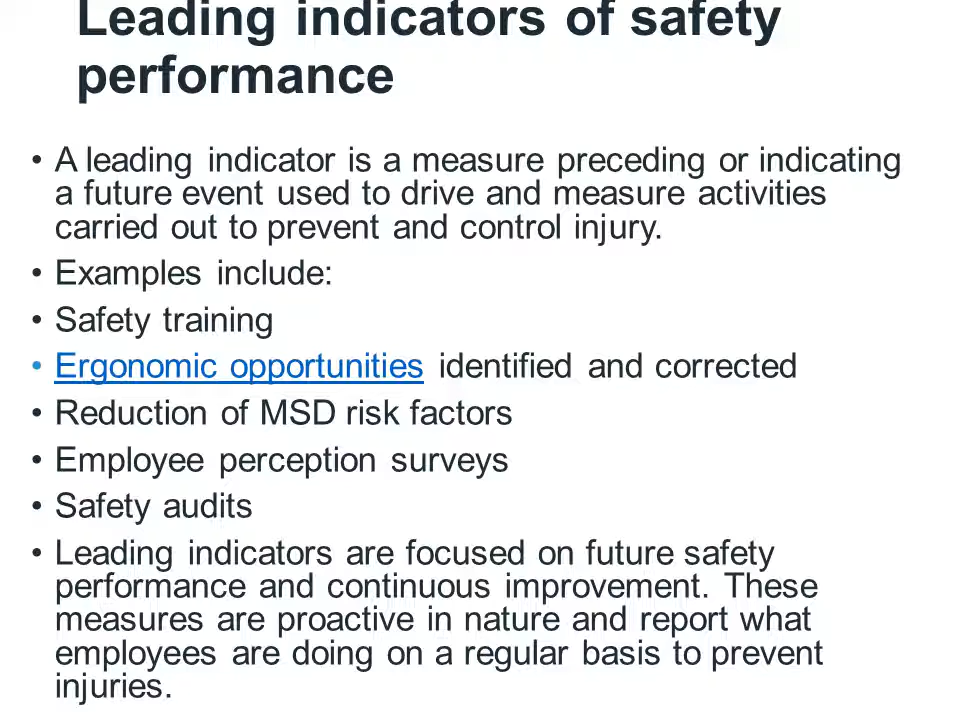 Leading indicators of safety
performance
• A leading indicator is a measure preceding or indicating
a future event used to drive and measure activities
carried out to prevent and control injury.
• Examples include:
• Safety training
• Ergonomic opportunities identified and corrected
• Reduction of MSD risk factors
• Employee perception surveys
• Safety audits
• Leading indicators are focused on future safety
performance and continuous improvement. These
measures are proactive in nature and report what
employees are doing on a regular basis to prevent
injuries.